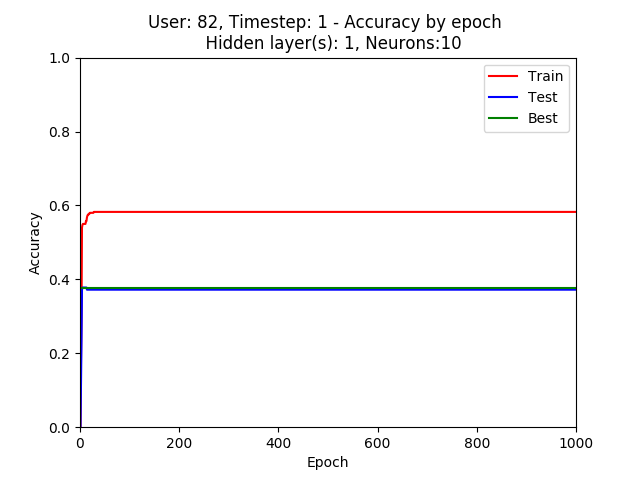 User: 82, Timestep: 1 - Accuracy by epoch
Hidden layer(s): 1, Neurons:10
1.0
0.8
0.6
0.4
0.2
0.0
Accuracy
Train
Test
Best
0 200 400 600 800 1000
Epoch